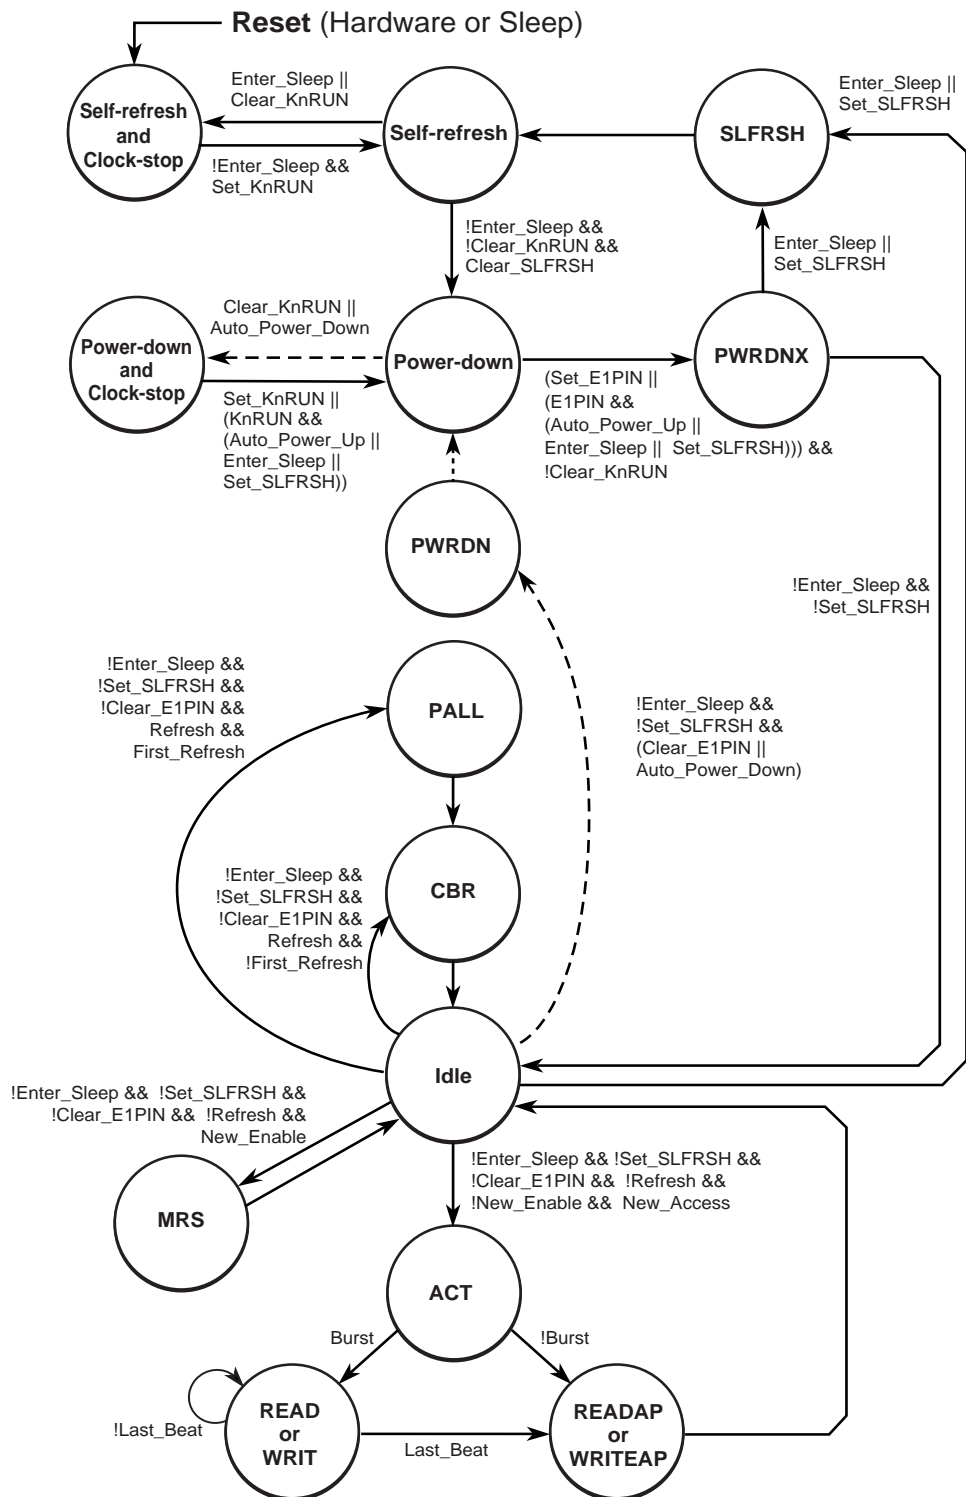 Reset (Hardware or Sleep)
Enter_Sleep ||
Clear_KnRUN
Enter_Sleep ||
Set_SLFRSH
Self-refresh
and
Clock-stop
Self-refresh
SLFRSH
!Enter_Sleep &&
Set_KnRUN
!Enter_Sleep &&
!Clear_KnRUN &&
Clear_SLFRSH
Enter_Sleep ||
Set_SLFRSH
Clear_KnRUN ||
Auto_Power_Down
Power-down
and
Clock-stop
Power-down
PWRDNX
Set_KnRUN ||
(KnRUN &&
(Auto_Power_Up ||
Enter_Sleep ||
Set_SLFRSH))
(Set_E1PIN ||
(E1PIN &&
(Auto_Power_Up ||
Enter_Sleep || Set_SLFRSH))) &&
!Clear_KnRUN
PWRDN
!Enter_Sleep &&
!Set_SLFRSH
!Enter_Sleep &&
!Set_SLFRSH &&
!Clear_E1PIN &&
Refresh &&
First_Refresh
PALL
!Enter_Sleep &&
!Set_SLFRSH &&
(Clear_E1PIN ||
Auto_Power_Down)
!Enter_Sleep &&
!Set_SLFRSH &&
!Clear_E1PIN &&
Refresh &&
!First_Refresh
CBR
Idle
!Enter_Sleep && !Set_SLFRSH &&
!Clear_E1PIN && !Refresh &&
New_Enable
MRS
!Enter_Sleep && !Set_SLFRSH &&
!Clear_E1PIN && !Refresh &&
!New_Enable && New_Access
ACT
Burst
!Burst
!Last_Beat
READ
or
WRIT
Last_Beat
READAP
or
WRITEAP